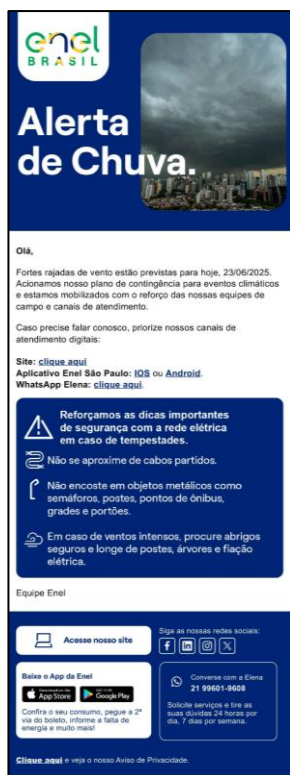 enel
BRASIL
Alerta
de Chuva.
Olá,
Fortes rajadas de vento estão previstas para hoje, 23/06/2025.
Acionamos nosso plano de contingência para eventos climáticos
e estamos mobilizados com o reforço das nossas equipes de
campo e canais de atendimento.
Caso precise falar conosco, priorize nossos canais de
atendimento digitais:
Site: clique aqui
Aplicativo Enel São Paulo: IOS ou Android.
WhatsApp Elena: clique aqui.
Reforçamos as dicas importantes
de segurança com a rede elétrica
em caso de tempestades.
Não se aproxime de cabos partidos.
Não encoste em objetos metálicos como
semáforos, postes, pontos de ônibus,
grades e portões.
Em caso de ventos intensos, procure abrigos
seguros e longe de postes, árvores e fiação
elétrica.
Equipe Enel
Acesse nosso site
Siga as nossas redes sociais:
Baixe o App da Enel
Download on the
App Store
GET IT ON
Google Play
Confira o seu consumo, pegue a 2ª
via do boleto, informe a falta de
energia e muito mais!
Converse com a Elena
21 99601-9608
Solicite serviços e tire as
suas dúvidas 24 horas por
dia, 7 dias por semana.
Clique aqui e veja o nosso Aviso de Privacidade.